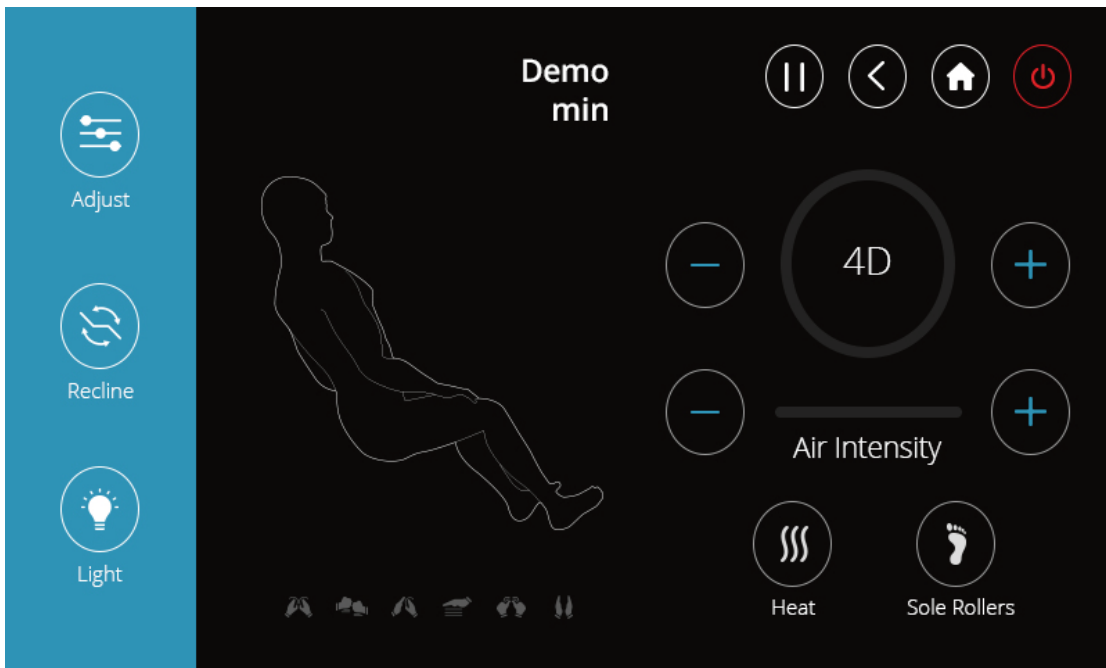 Demo
min
Adjust
Recline
Light
4D
Air Intensity
Heat
Sole Rollers